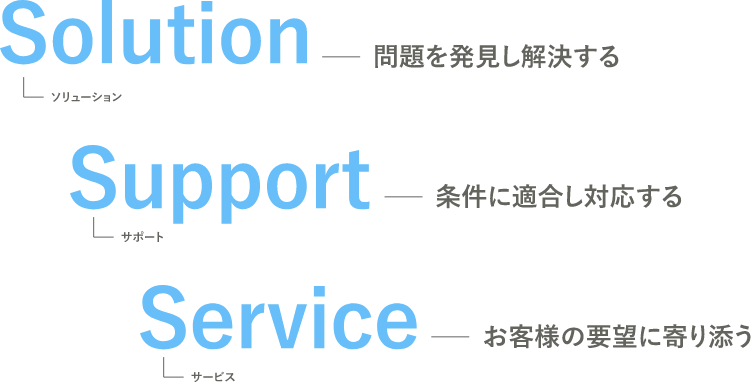 Solution
問題を発見し解決する
ソリューション
Support
条件に適合し対応する
サポート
Service
お客様の要望に寄り添う
サービス